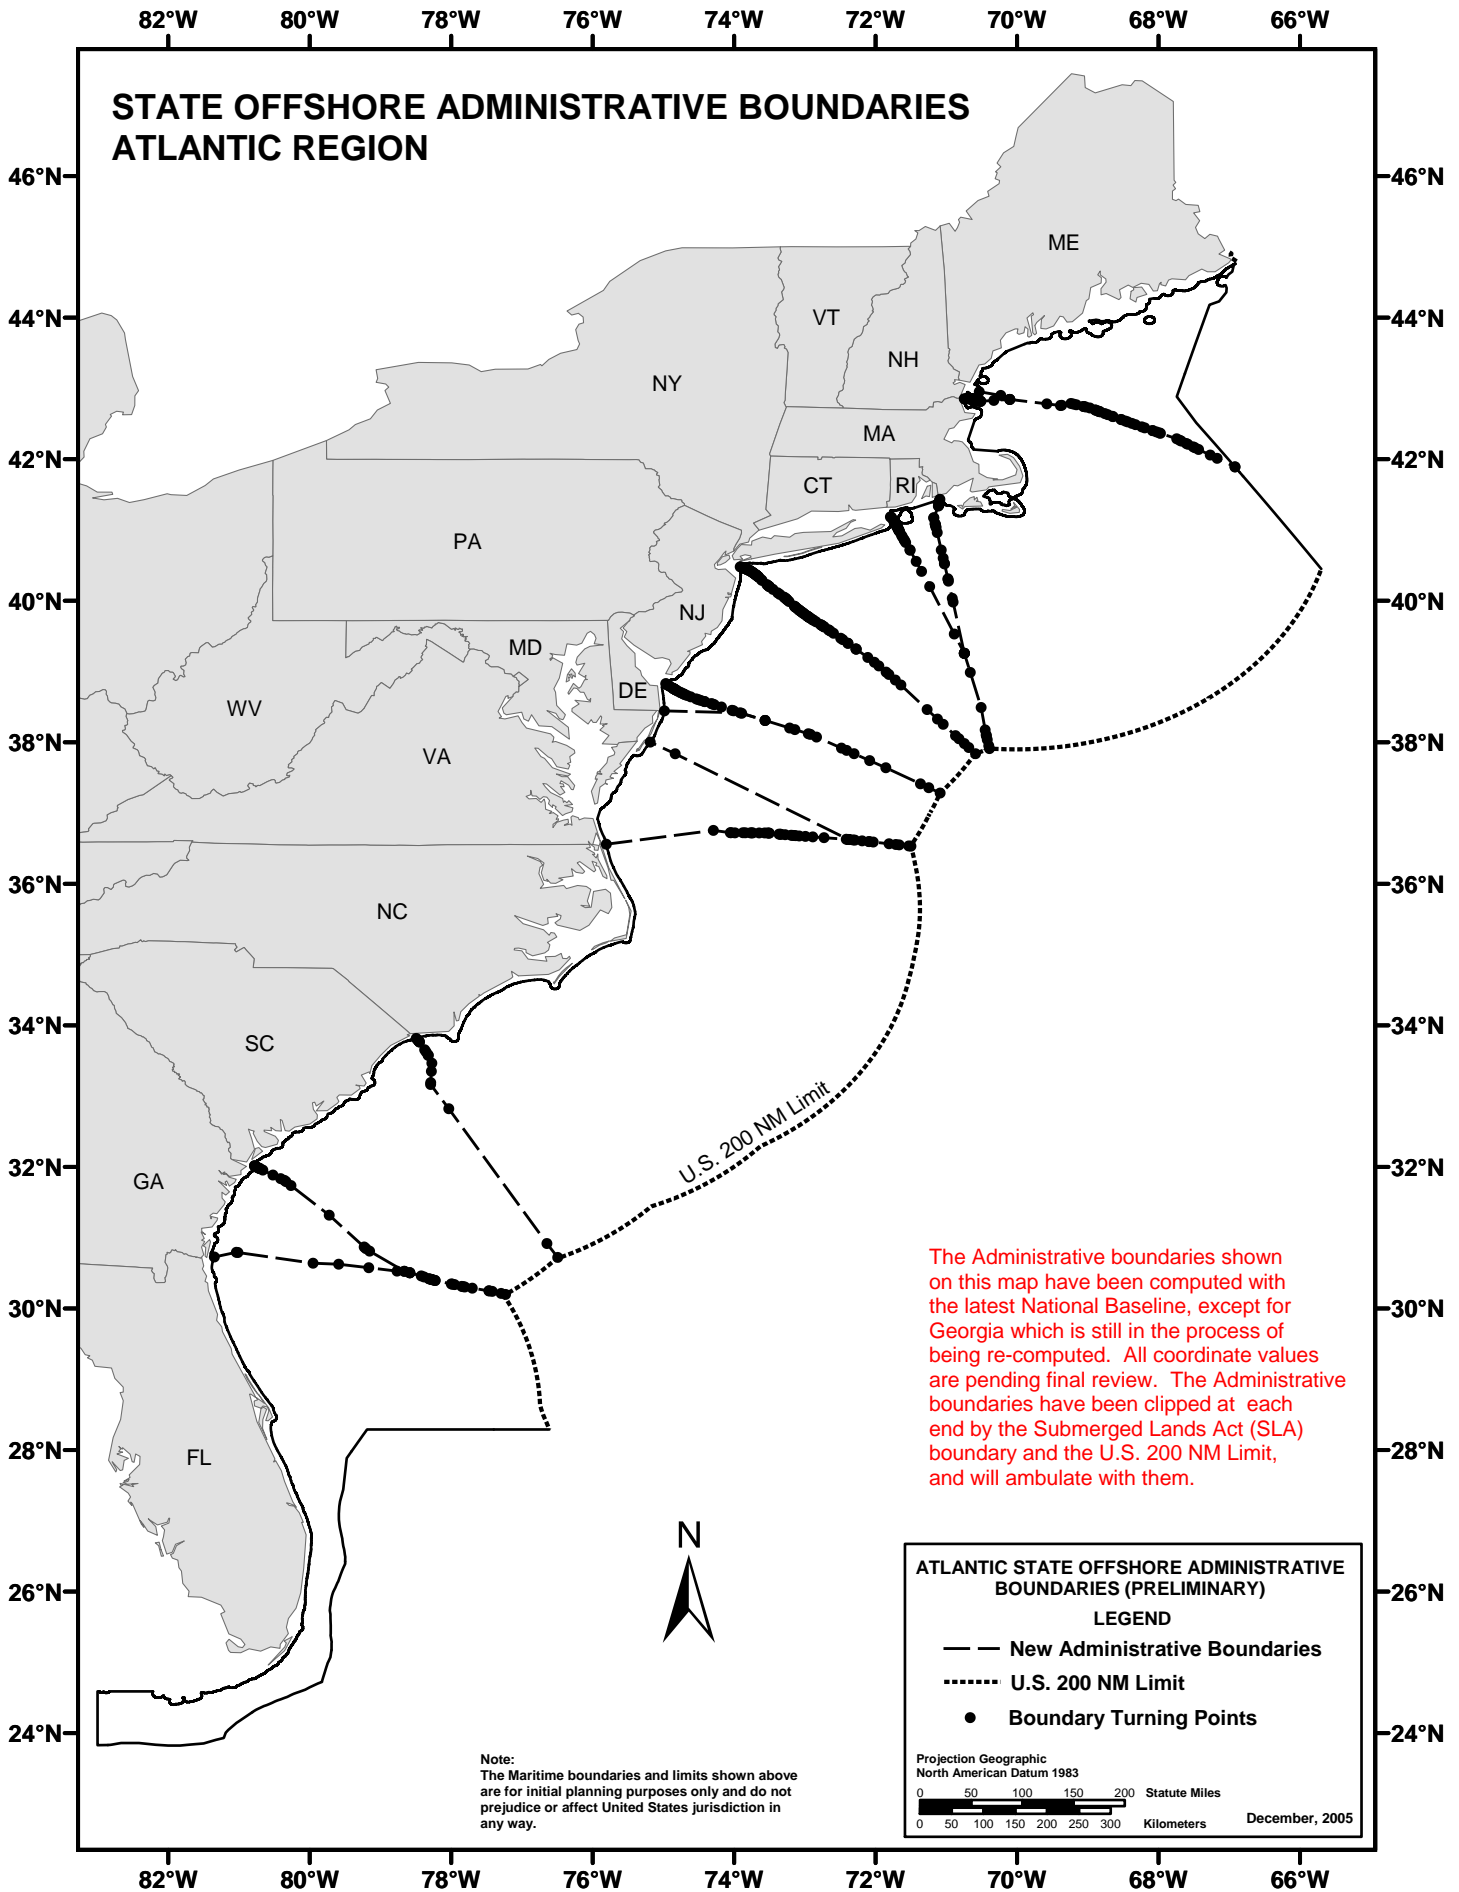 82°W 80°W 78°W 76°W 74°W 72°W 70°W 68°W 66°W
STATE OFFSHORE ADMINISTRATIVE BOUNDARIES
ATLANTIC REGION
46°N 46°N
ME
44°N 44°N
VT
NH
NY
MA
42°N 42°N
CT RI
PA
40°N 40°N
NJ
MD
DE
WV
38°N 38°N
VA
36°N 36°N
NC
34°N 34°N
SC
U.S. 200 NM Limit
32°N 32°N
GA
30°N 30°N
The Administrative boundaries shown
on this map have been computed with
the latest National Baseline, except for
Georgia which is still in the process of
being re-computed. All coordinate values
are pending final review. The Administrative
boundaries have been clipped at each
end by the Submerged Lands Act (SLA)
boundary and the U.S. 200 NM Limit,
and will ambulate with them.
28°N 28°N
FL
N
26°N 26°N
24°N 24°N
ATLANTIC STATE OFFSHORE ADMINISTRATIVE
BOUNDARIES (PRELIMINARY)
LEGEND
New Administrative Boundaries
U.S. 200 NM Limit
Boundary Turning Points
Projection Geographic
North American Datum 1983
0 50 100 150 200 Statute Miles
0 50 100 150 200 250 300 Kilometers
December, 2005
Note:
The Maritime boundaries and limits shown above
are for initial planning purposes only and do not
prejudice or affect United States jurisdiction in
any way.
82°W 80°W 78°W 76°W 74°W 72°W 70°W 68°W 66°W